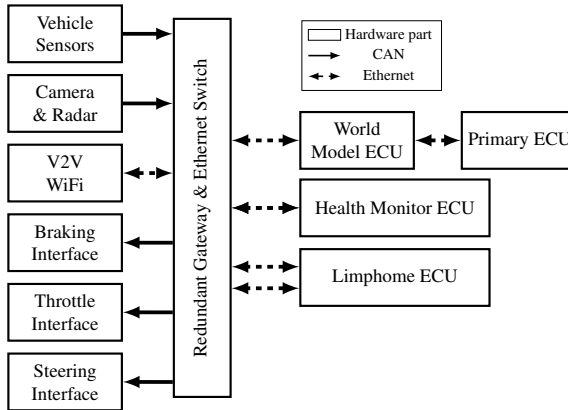 Vehicle
Sensors
Camera
& Radar
V2V
WiFi
Braking
Interface
Throttle
Interface
Steering
Interface
Redundant Gateway & Ethernet Switch
Hardware part
CAN
Ethernet
World
Model ECU
Primary ECU
Health Monitor ECU
Limphome ECU